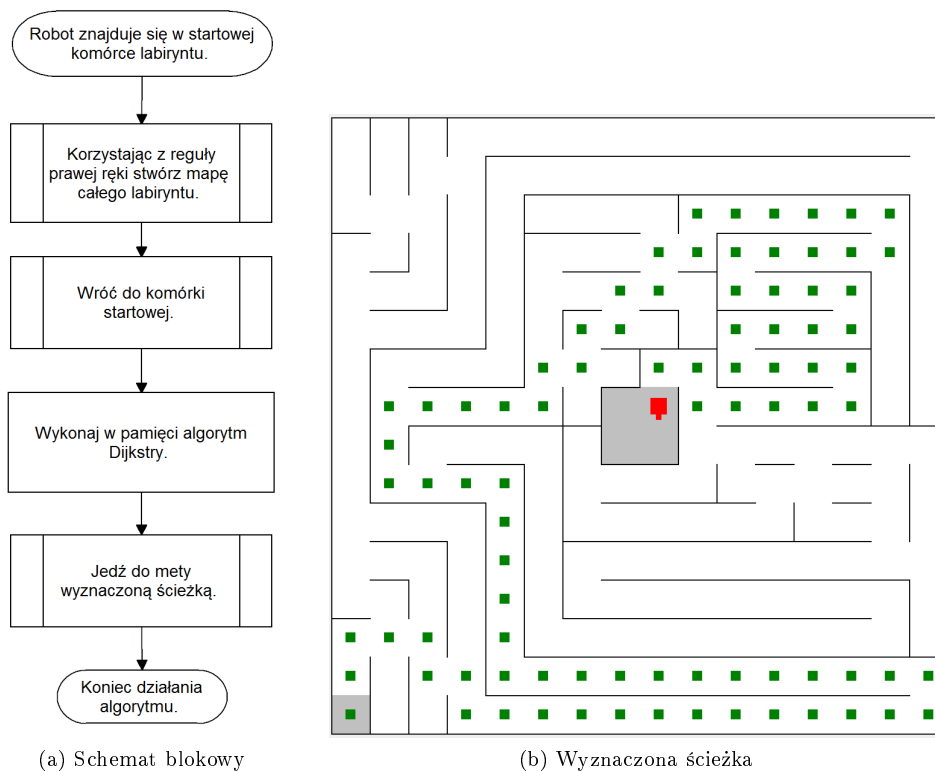 Robot znajduje się w startowej
komórce labiryntu.
Korzystając z reguły
prawej ręki stwórz mapę
całego labiryntu.
Wróć do komórki
startowej.
Wykonaj w pamięci algorytm
Dijkstry.
Jedź do mety
wyznaczoną ścieżką.
Koniec działania
algorytmu.
(a) Schemat blokowy
(b) Wyznaczona ścieżka